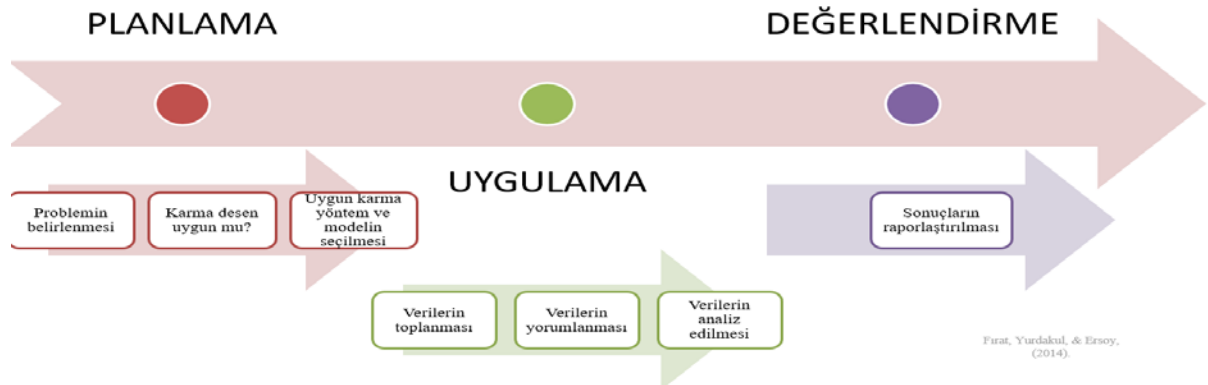 PLANLAMA
DEĞERLENDİRME
UYGULAMA
Problemin
belirlenmesi
Karma desen
uygun mu?
Uygun karma
yöntem ve
modelin
seçilmesi
Sonuçların
raporlaştırılması
Verilerin
toplanması
Verilerin
yorumlanması
Verilerin
analiz
edilmesi
Fırat, Yurdakul, & Ersoy,
(2014).